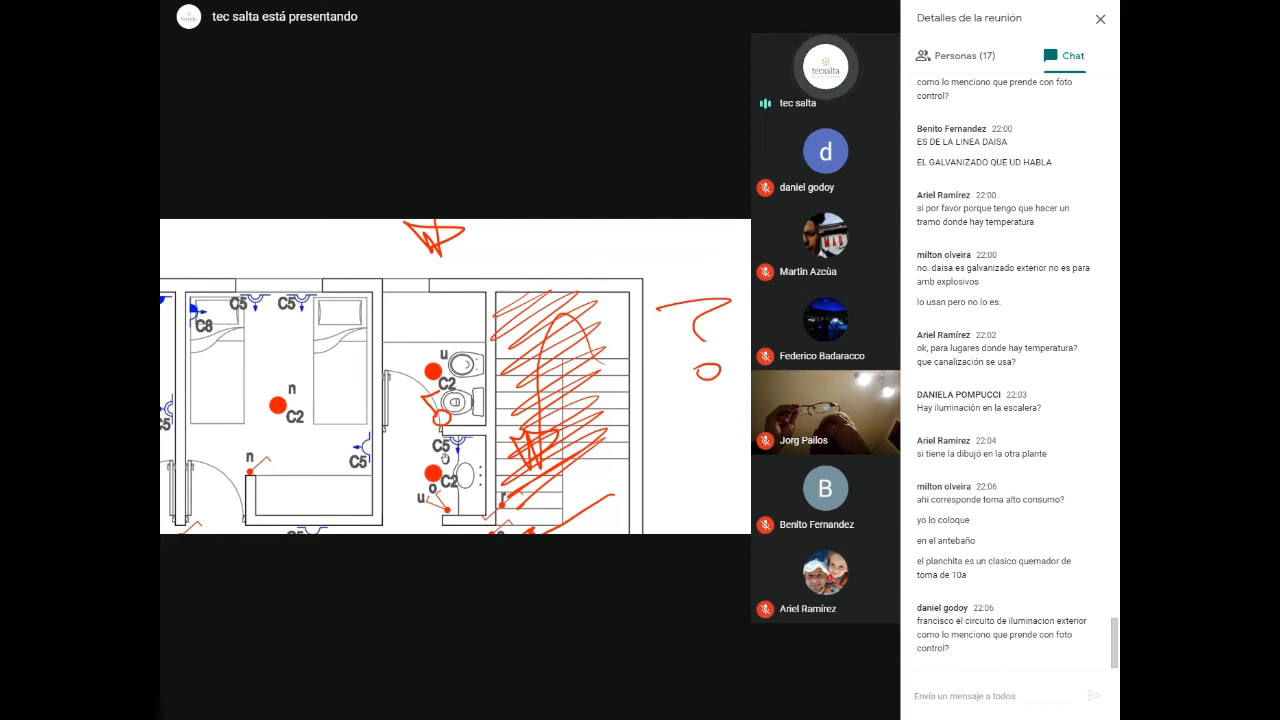 tec salta está presentando
C5
C5
C8
n
C2
u
C2
C5
C5
n
C5
C2
o
u
r
C5
tecsalta
tec salta
d
daniel godoy
Martin Azcùa
Federico Badaracco
Jorg Pailos
B
Benito Fernandez
Ariel Ramírez
Detalles de la reunión
Personas (17)
Chat
como lo menciono que prende con foto
control?
Benito Fernandez 22:00
ES DE LA LINEA DAISA
EL GALVANIZADO QUE UD HABLA
Ariel Ramírez 22:00
si por favor porque tengo que hacer un
tramo donde hay temperatura
milton olveira 22:00
no. daisa es galvanizado exterior no es para
amb explosivos
lo usan pero no lo es.
Ariel Ramírez 22:02
ok, para lugares donde hay temperatura?
que canalización se usa?
DANIELA POMPUCCI 22:03
Hay iluminación en la escalera?
Ariel Ramírez 22:04
si tiene la dibujó en la otra plante
milton olveira 22:06
ahi corresponde toma alto consumo?
yo lo coloque
en el antebaño
el planchita es un clasico quemador de
toma de 10a
daniel godoy 22:06
francisco el circuito de iluminacion exterior
como lo menciono que prende con foto
control?
Envía un mensaje a todos